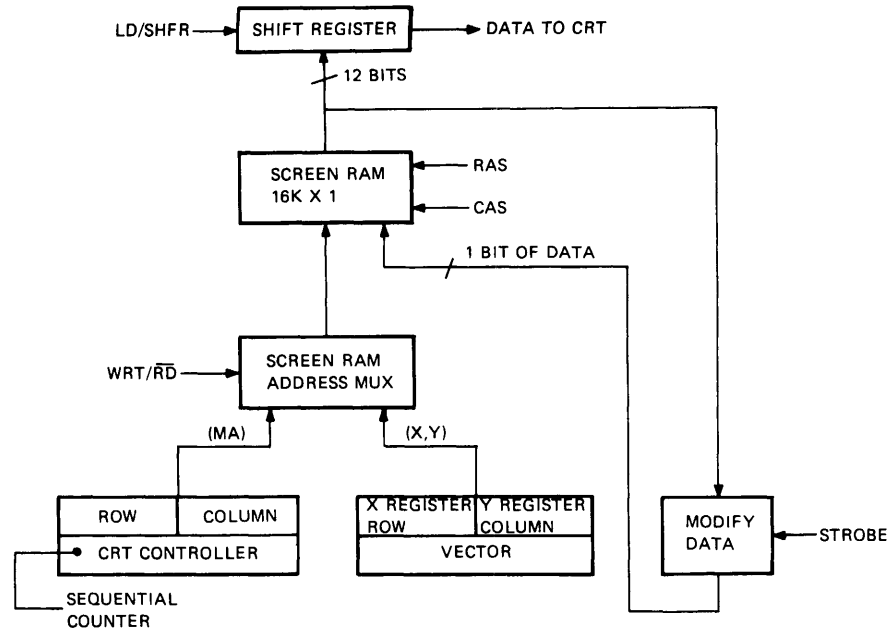 LD/SHFR
SHIFT REGISTER
DATA TO CRT
12 BITS
SCREEN RAM
16K X 1
RAS
CAS
1 BIT OF DATA
SCREEN RAM
ADDRESS MUX
WRT/R̅D̅
(MA)
(X,Y)
ROW
COLUMN
CRT CONTROLLER
X REGISTER
ROW
Y REGISTER
COLUMN
VECTOR
MODIFY
DATA
STROBE
SEQUENTIAL
COUNTER